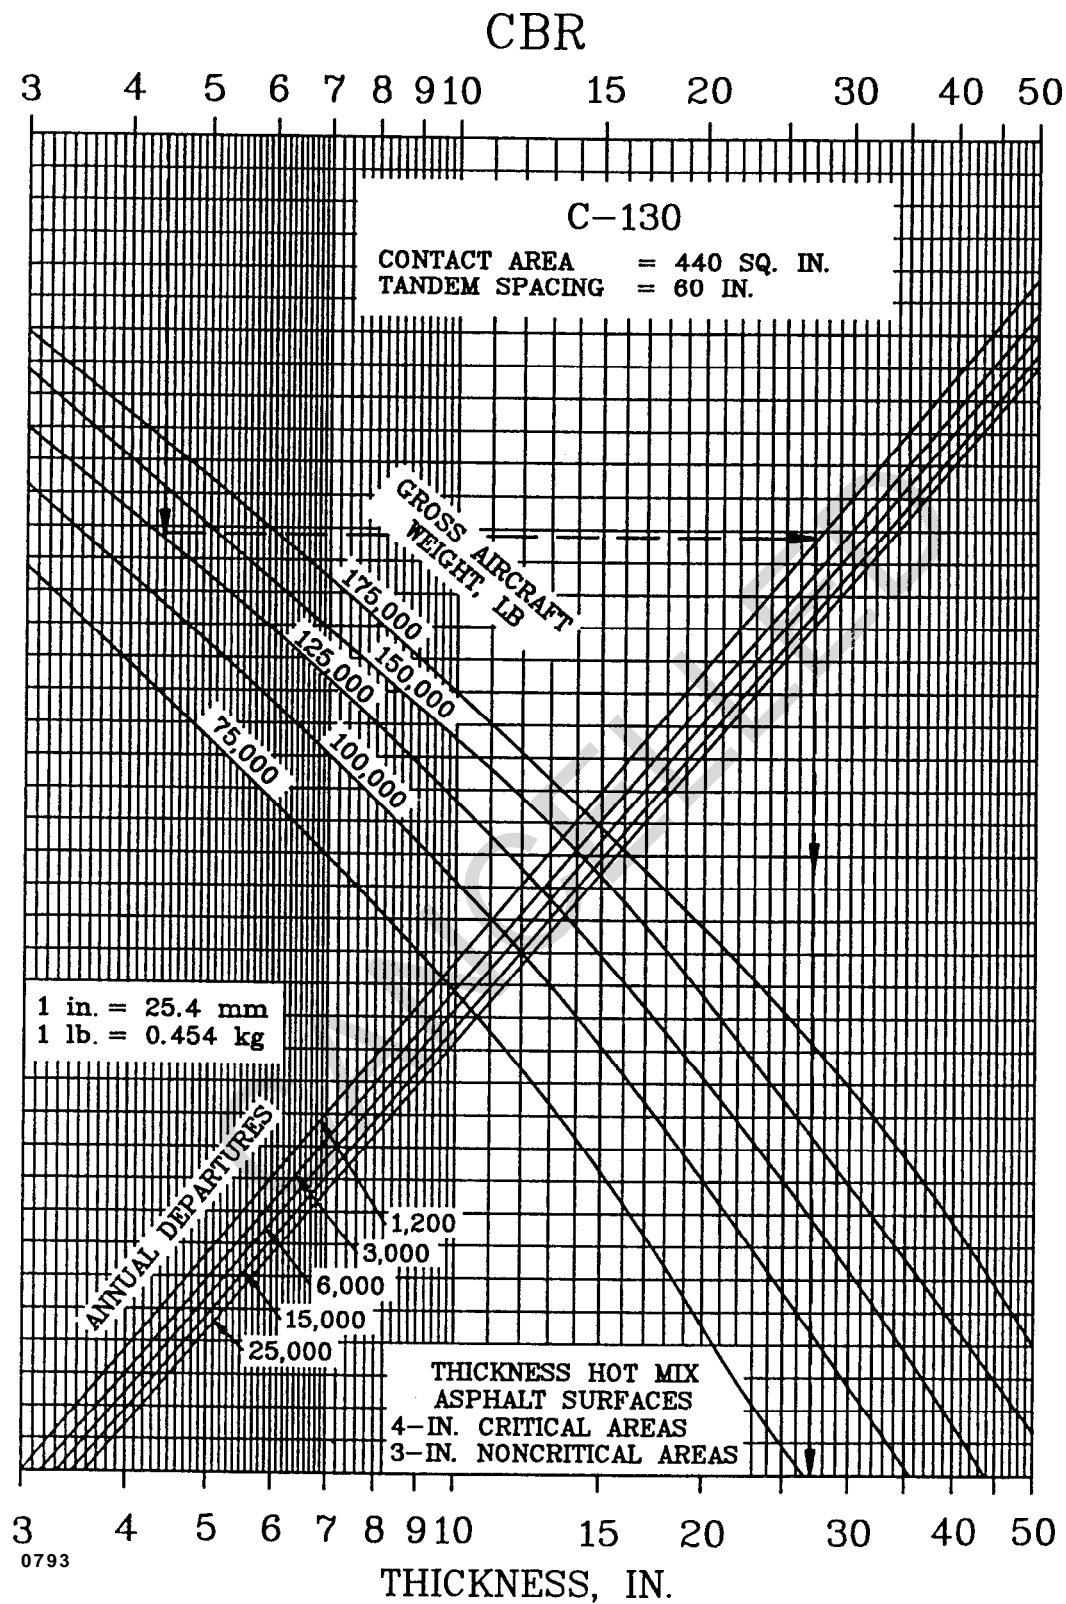 CBR
3 4 5 6 7 8 9 10 15 20 30 40 50
C-130
CONTACT AREA = 440 SQ. IN.
TANDEM SPACING = 60 IN.
GROSS AIRCRAFT
WEIGHT, LB
175,000
150,000
125,000
100,000
75,000
CANCELLED
1 in. = 25.4 mm
1 lb. = 0.454 kg
ANNUAL DEPARTURES
1,200
3,000
6,000
15,000
25,000
THICKNESS HOT MIX
ASPHALT SURFACES
4-IN. CRITICAL AREAS
3-IN. NONCRITICAL AREAS
3 4 5 6 7 8 9 10 15 20 30 40 50
0793
THICKNESS, IN.